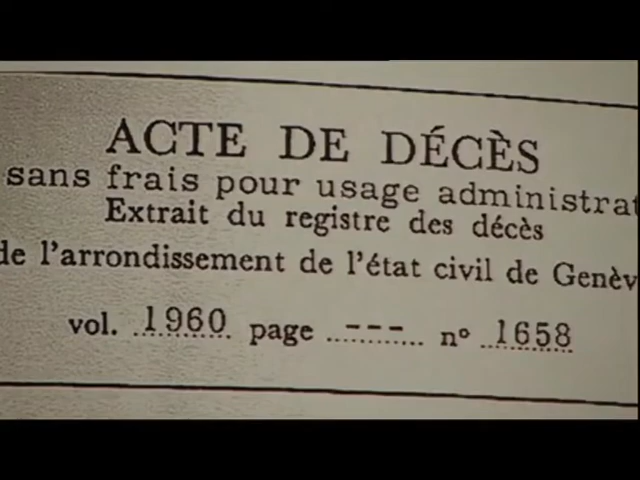 ACTE DE DÉCÈS
sans frais pour usage administrat
Extrait du registre des décès
de l'arrondissement de l'état civil de Genèv
vol. 1960 page --- nº 1658